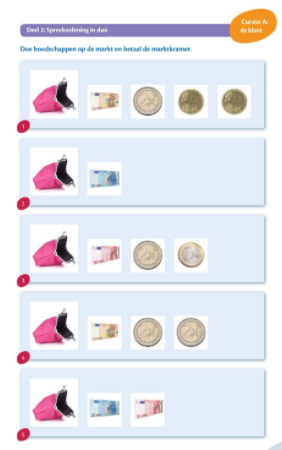 Deel 2: Spreekoefening in duo
Cursist A:
de klant
Doe boodschappen op de markt en betaal de marktkramer.
1
2
3
4
5